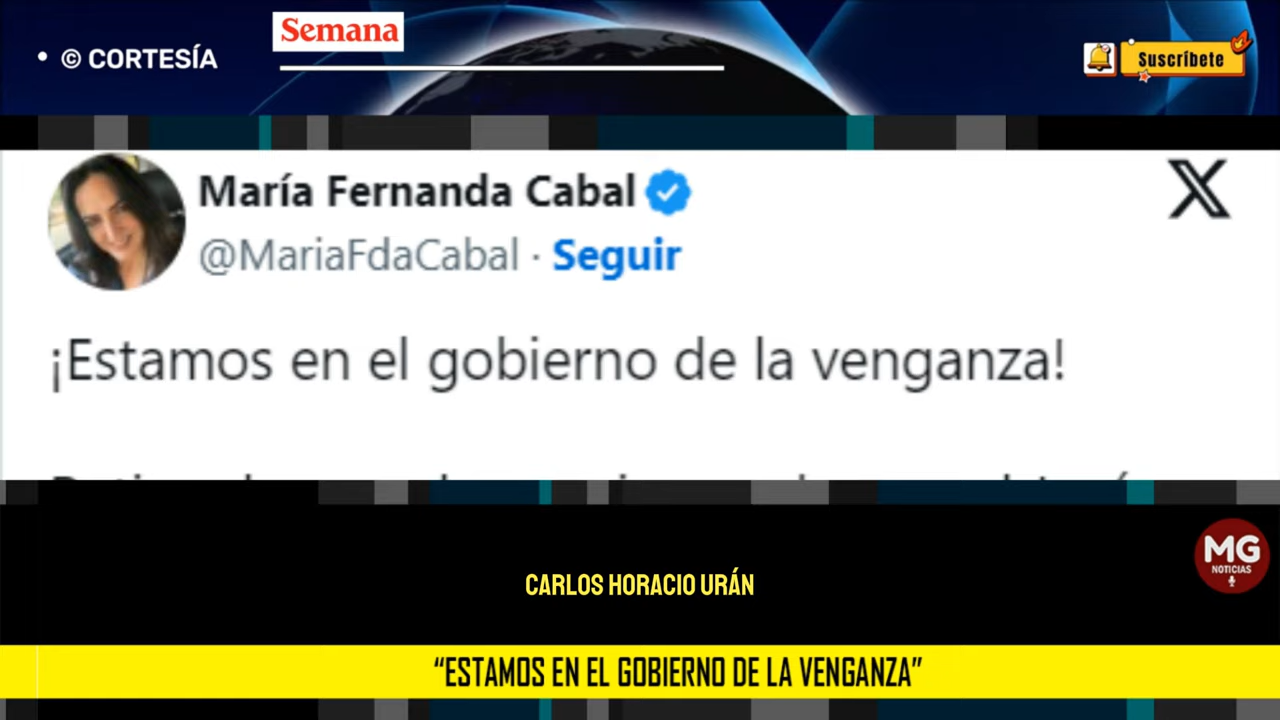 Semana
• © CORTESÍA
Suscríbete
María Fernanda Cabal
@MariaFdaCabal · Seguir
¡Estamos en el gobierno de la venganza!
MG
NOTICIAS
CARLOS HORACIO URÁN
“ESTAMOS EN EL GOBIERNO DE LA VENGANZA”